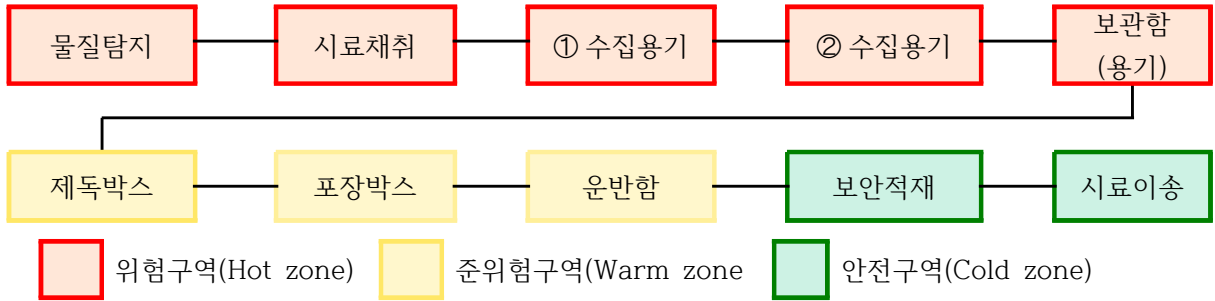 물질탐지
시료채취
① 수집용기
② 수집용기
보관함
(용기)
제독박스
포장박스
운반함
보안적재
시료이송
위험구역(Hot zone)
준위험구역(Warm zone
안전구역(Cold zone)